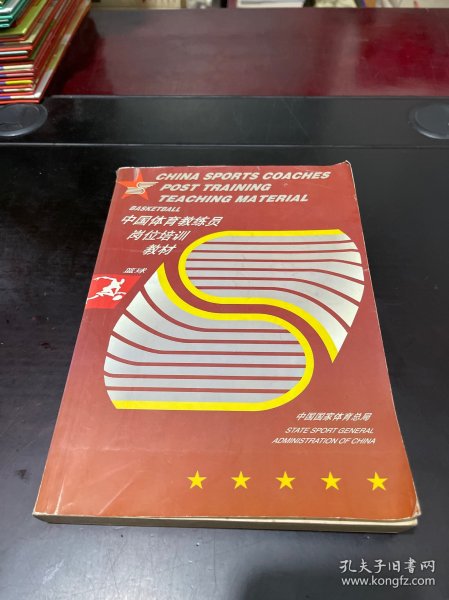 CHINA SPORTS COACHES
POST TRAINING
TEACHING MATERIAL
BASKETBALL
中国体育教练员
岗位培训
教材
篮球
中国国家体育总局
STATE SPORT GENERAL
ADMINISTRATION OF CHINA
孔夫子旧书网
www.kongfz.com